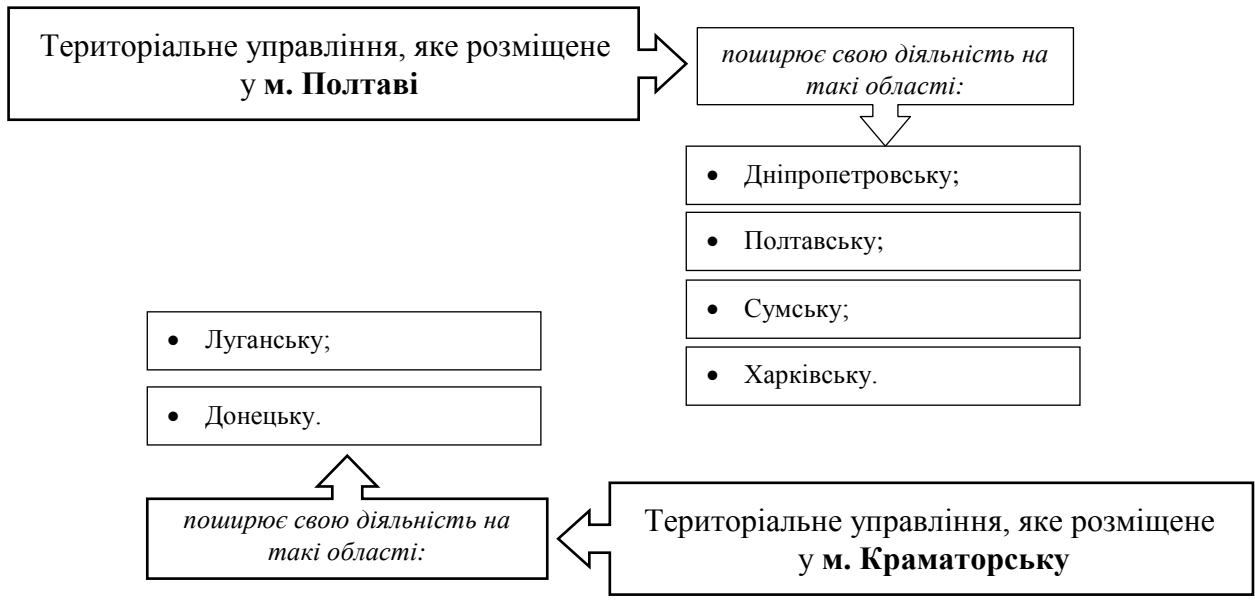 Територіальне управління, яке розміщене
у м. Полтаві
поширює свою діяльність на
такі області:
• Дніпропетровську;
• Полтавську;
• Сумську;
• Харківську.
• Луганську;
• Донецьку.
поширює свою діяльність на
такі області:
Територіальне управління, яке розміщене
у м. Краматорську